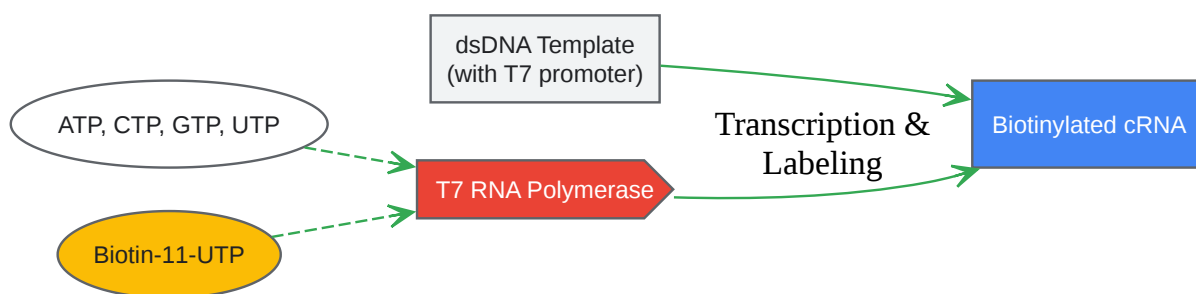 dsDNA Template
(with T7 promoter)
ATP, CTP, GTP, UTP
Transcription &
Labeling
Biotinylated cRNA
T7 RNA Polymerase
Biotin-11-UTP